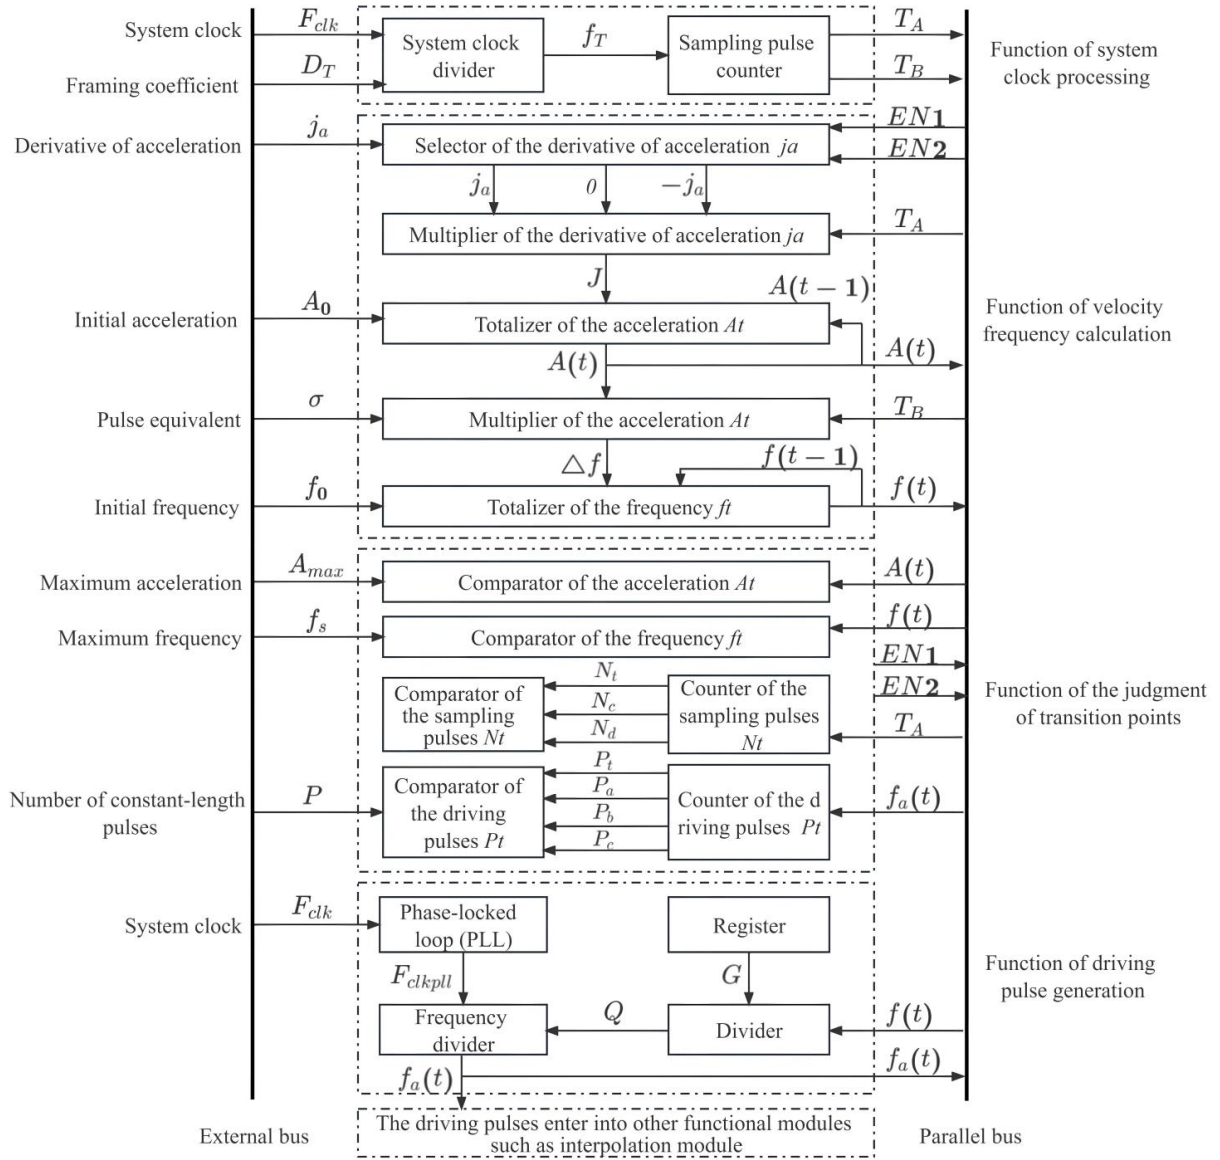 System clock
F_clk
Framing coefficient
D_T
System clock
divider
f_T
Sampling pulse
counter
T_A
T_B
Function of system
clock processing
Derivative of acceleration
j_a
Selector of the derivative of acceleration ja
EN1
EN2
j_a
0
−j_a
Multiplier of the derivative of acceleration ja
T_A
J
A(t − 1)
Initial acceleration
A_0
Totalizer of the acceleration At
A(t)
A(t)
Function of velocity
frequency calculation
Pulse equivalent
σ
Multiplier of the acceleration At
T_B
△f
f(t−1)
Initial frequency
f_0
Totalizer of the frequency ft
f(t)
Maximum acceleration
A_max
Comparator of the acceleration At
A(t)
Maximum frequency
f_s
Comparator of the frequency ft
f(t)
EN1
EN2
Comparator of
the sampling
pulses Nt
N_t
N_c
N_d
Counter of the
sampling pulses
Nt
T_A
Function of the judgment
of transition points
Number of constant-length
pulses
P
Comparator of
the driving
pulses Pt
P_t
P_a
P_b
P_c
Counter of the d
riving pulses Pt
f_a(t)
System clock
F_clk
Phase-locked
loop (PLL)
Register
F_clkpll
G
Function of driving
pulse generation
Frequency
divider
Q
Divider
f(t)
f_a(t)
f_a(t)
The driving pulses enter into other functional modules
such as interpolation module
External bus
Parallel bus